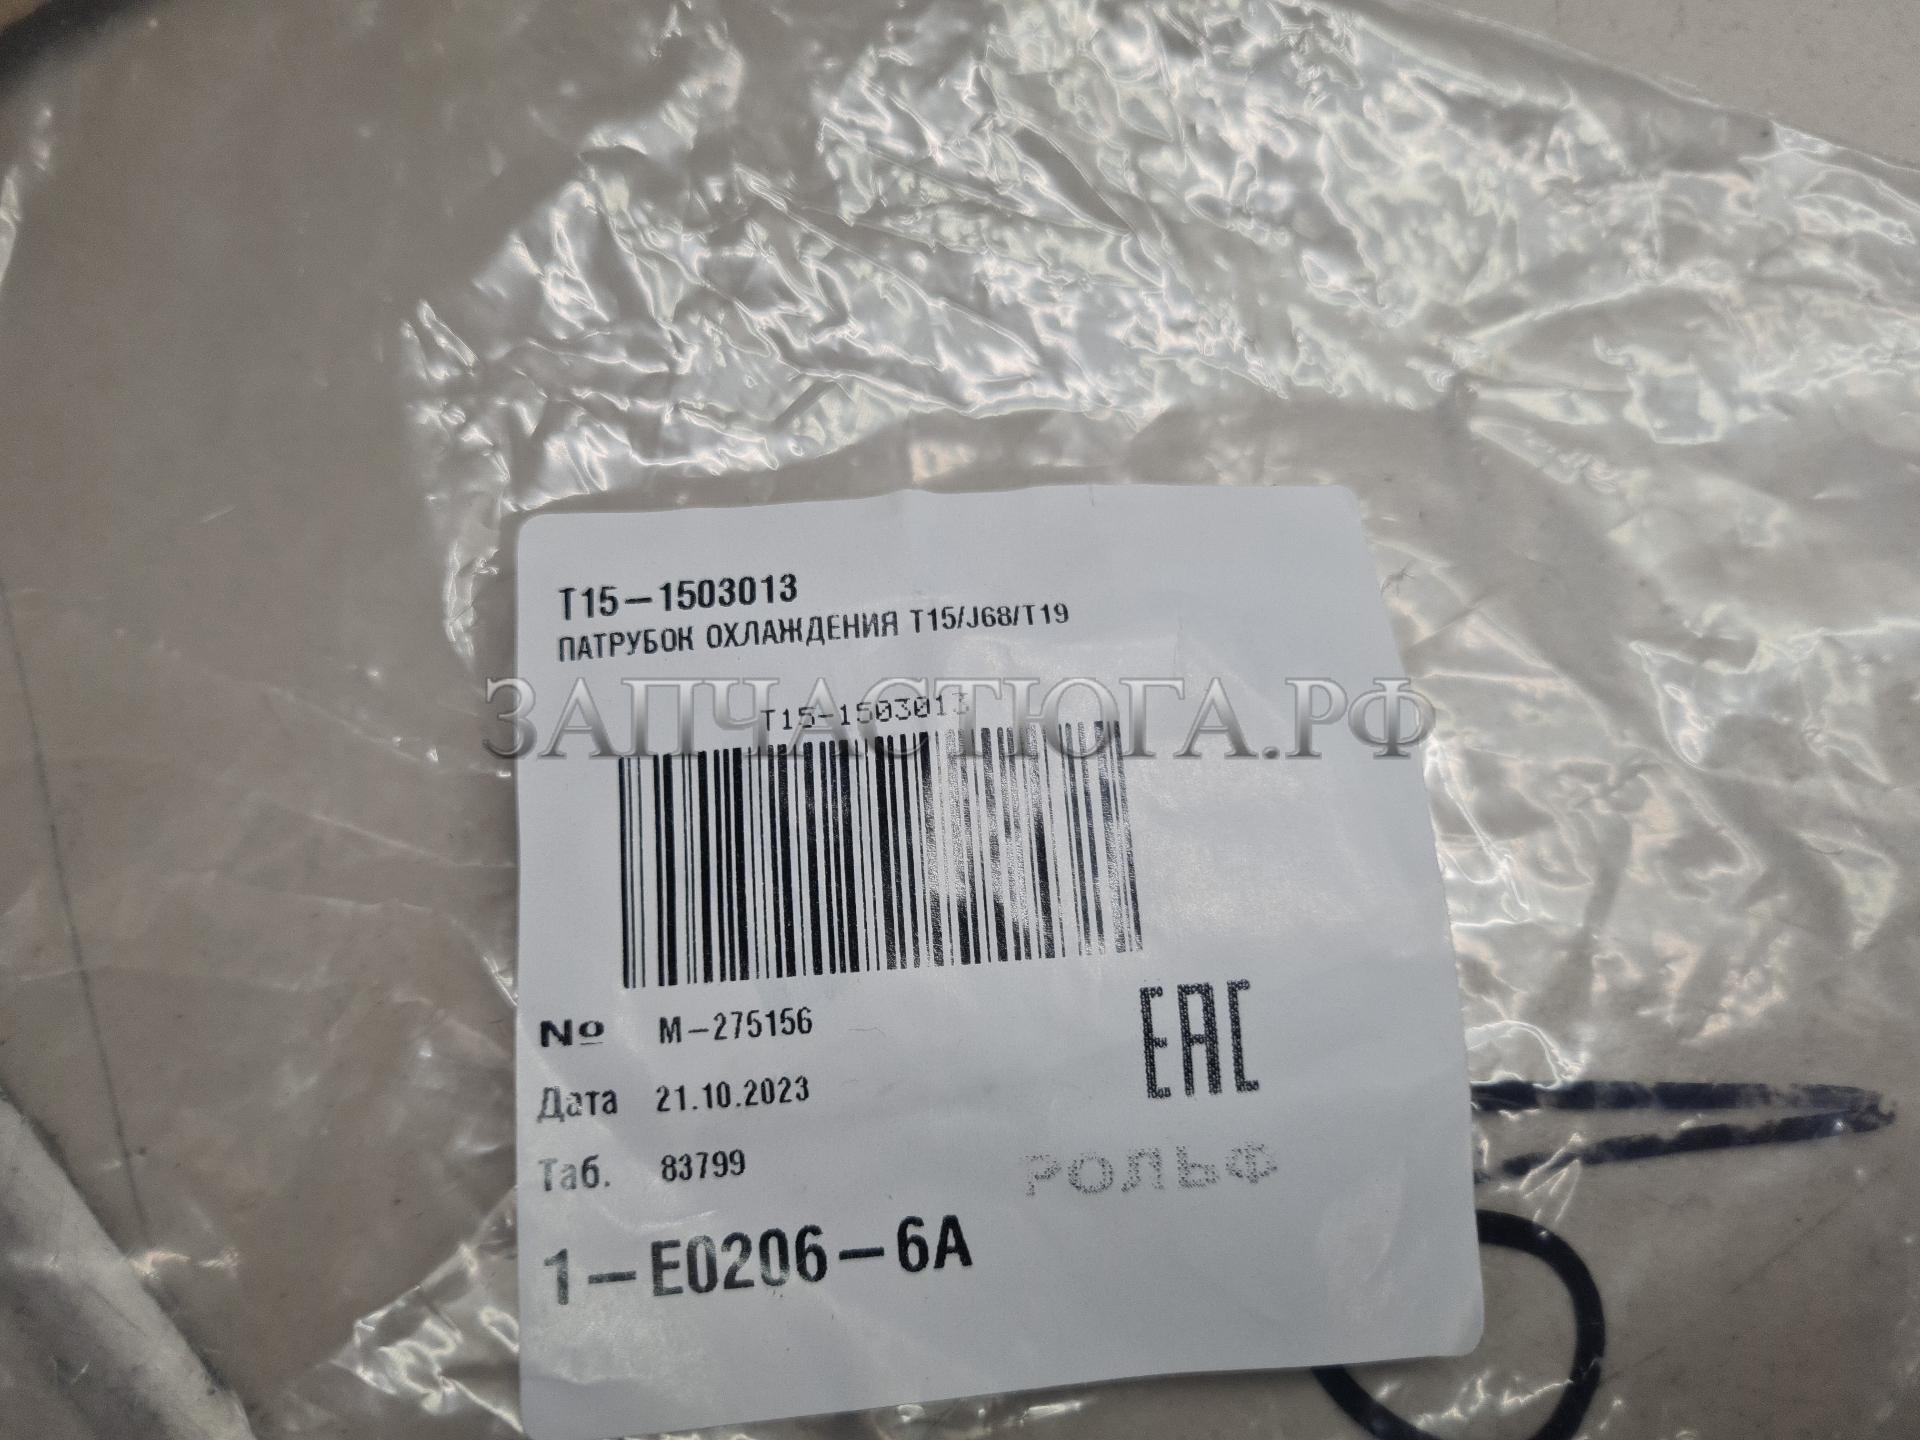 T15-1503013
ПАТРУБОК ОХЛАЖДЕНИЯ T15/J68/T19
T15-1503013
ЗАПЧАСТЮГА.РФ
№ М-275156
EAC
Дата 21.10.2023
Таб. 83799
РОЛЬФ
1-E0206-6A